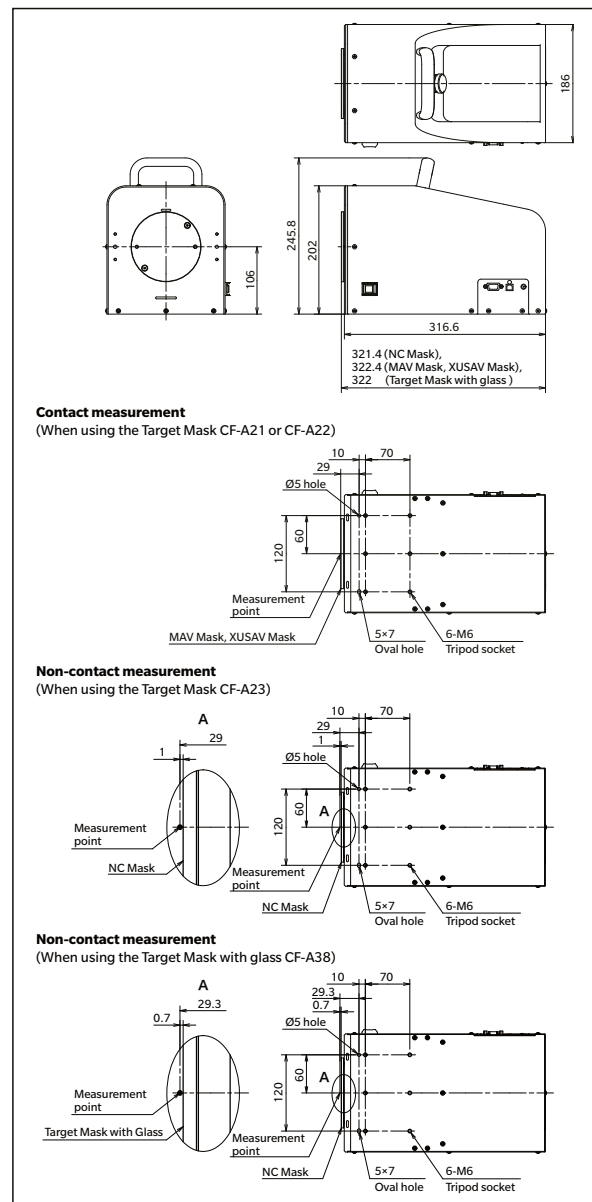 186
245.8
202
106
316.6
321.4 (NC Mask),
322.4 (MAV Mask, XUSAV Mask),
322 (Target Mask with glass )
Contact measurement
(When using the Target Mask CF-A21 or CF-A22)
10
70
29
Ø5 hole
120
60
Measurement
point
MAV Mask, XUSAV Mask
5×7
Oval hole
6-M6
Tripod socket
Non-contact measurement
(When using the Target Mask CF-A23)
A
29
1
Measurement
point
NC Mask
10
70
29
1
Ø5 hole
120
60
A
Measurement
point
NC Mask
5×7
Oval hole
6-M6
Tripod socket
Non-contact measurement
(When using the Target Mask with glass CF-A38)
A
29.3
0.7
Measurement
point
Target Mask with Glass
10
70
29.3
0.7
Ø5 hole
120
60
A
Measurement
point
NC Mask
5×7
Oval hole
6-M6
Tripod socket